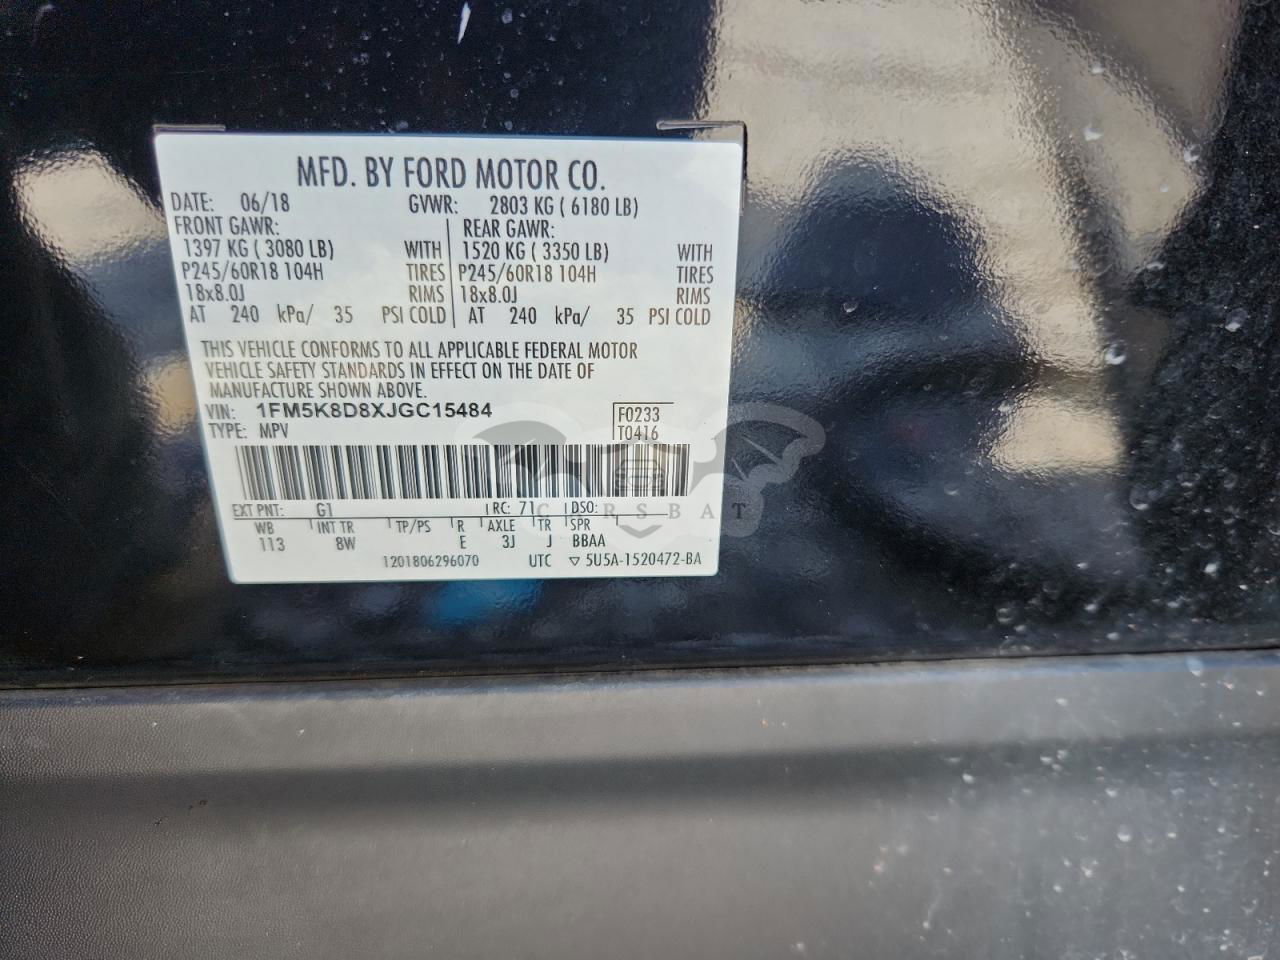 MFD. BY FORD MOTOR CO.
DATE: 06/18 GVWR: 2803 KG ( 6180 LB)
FRONT GAWR: REAR GAWR:
1397 KG ( 3080 LB) WITH 1520 KG ( 3350 LB) WITH
P245/60R18 104H TIRES P245/60R18 104H TIRES
18x8.0J RIMS 18x8.0J RIMS
AT 240 kPa/ 35 PSI COLD AT 240 kPa/ 35 PSI COLD
THIS VEHICLE CONFORMS TO ALL APPLICABLE FEDERAL MOTOR
VEHICLE SAFETY STANDARDS IN EFFECT ON THE DATE OF
MANUFACTURE SHOWN ABOVE.
VIN: 1FM5K8D8XJGC15484 F0233
TYPE: MPV T0416
EXT PNT: G1 RC: 71 DSO:
CARSBAT
WB INT TR TP/PS R AXLE TR SPR
113 8W E 3J J BBAA
1201806296070 UTC ▽ 5U5A-1520472-BA